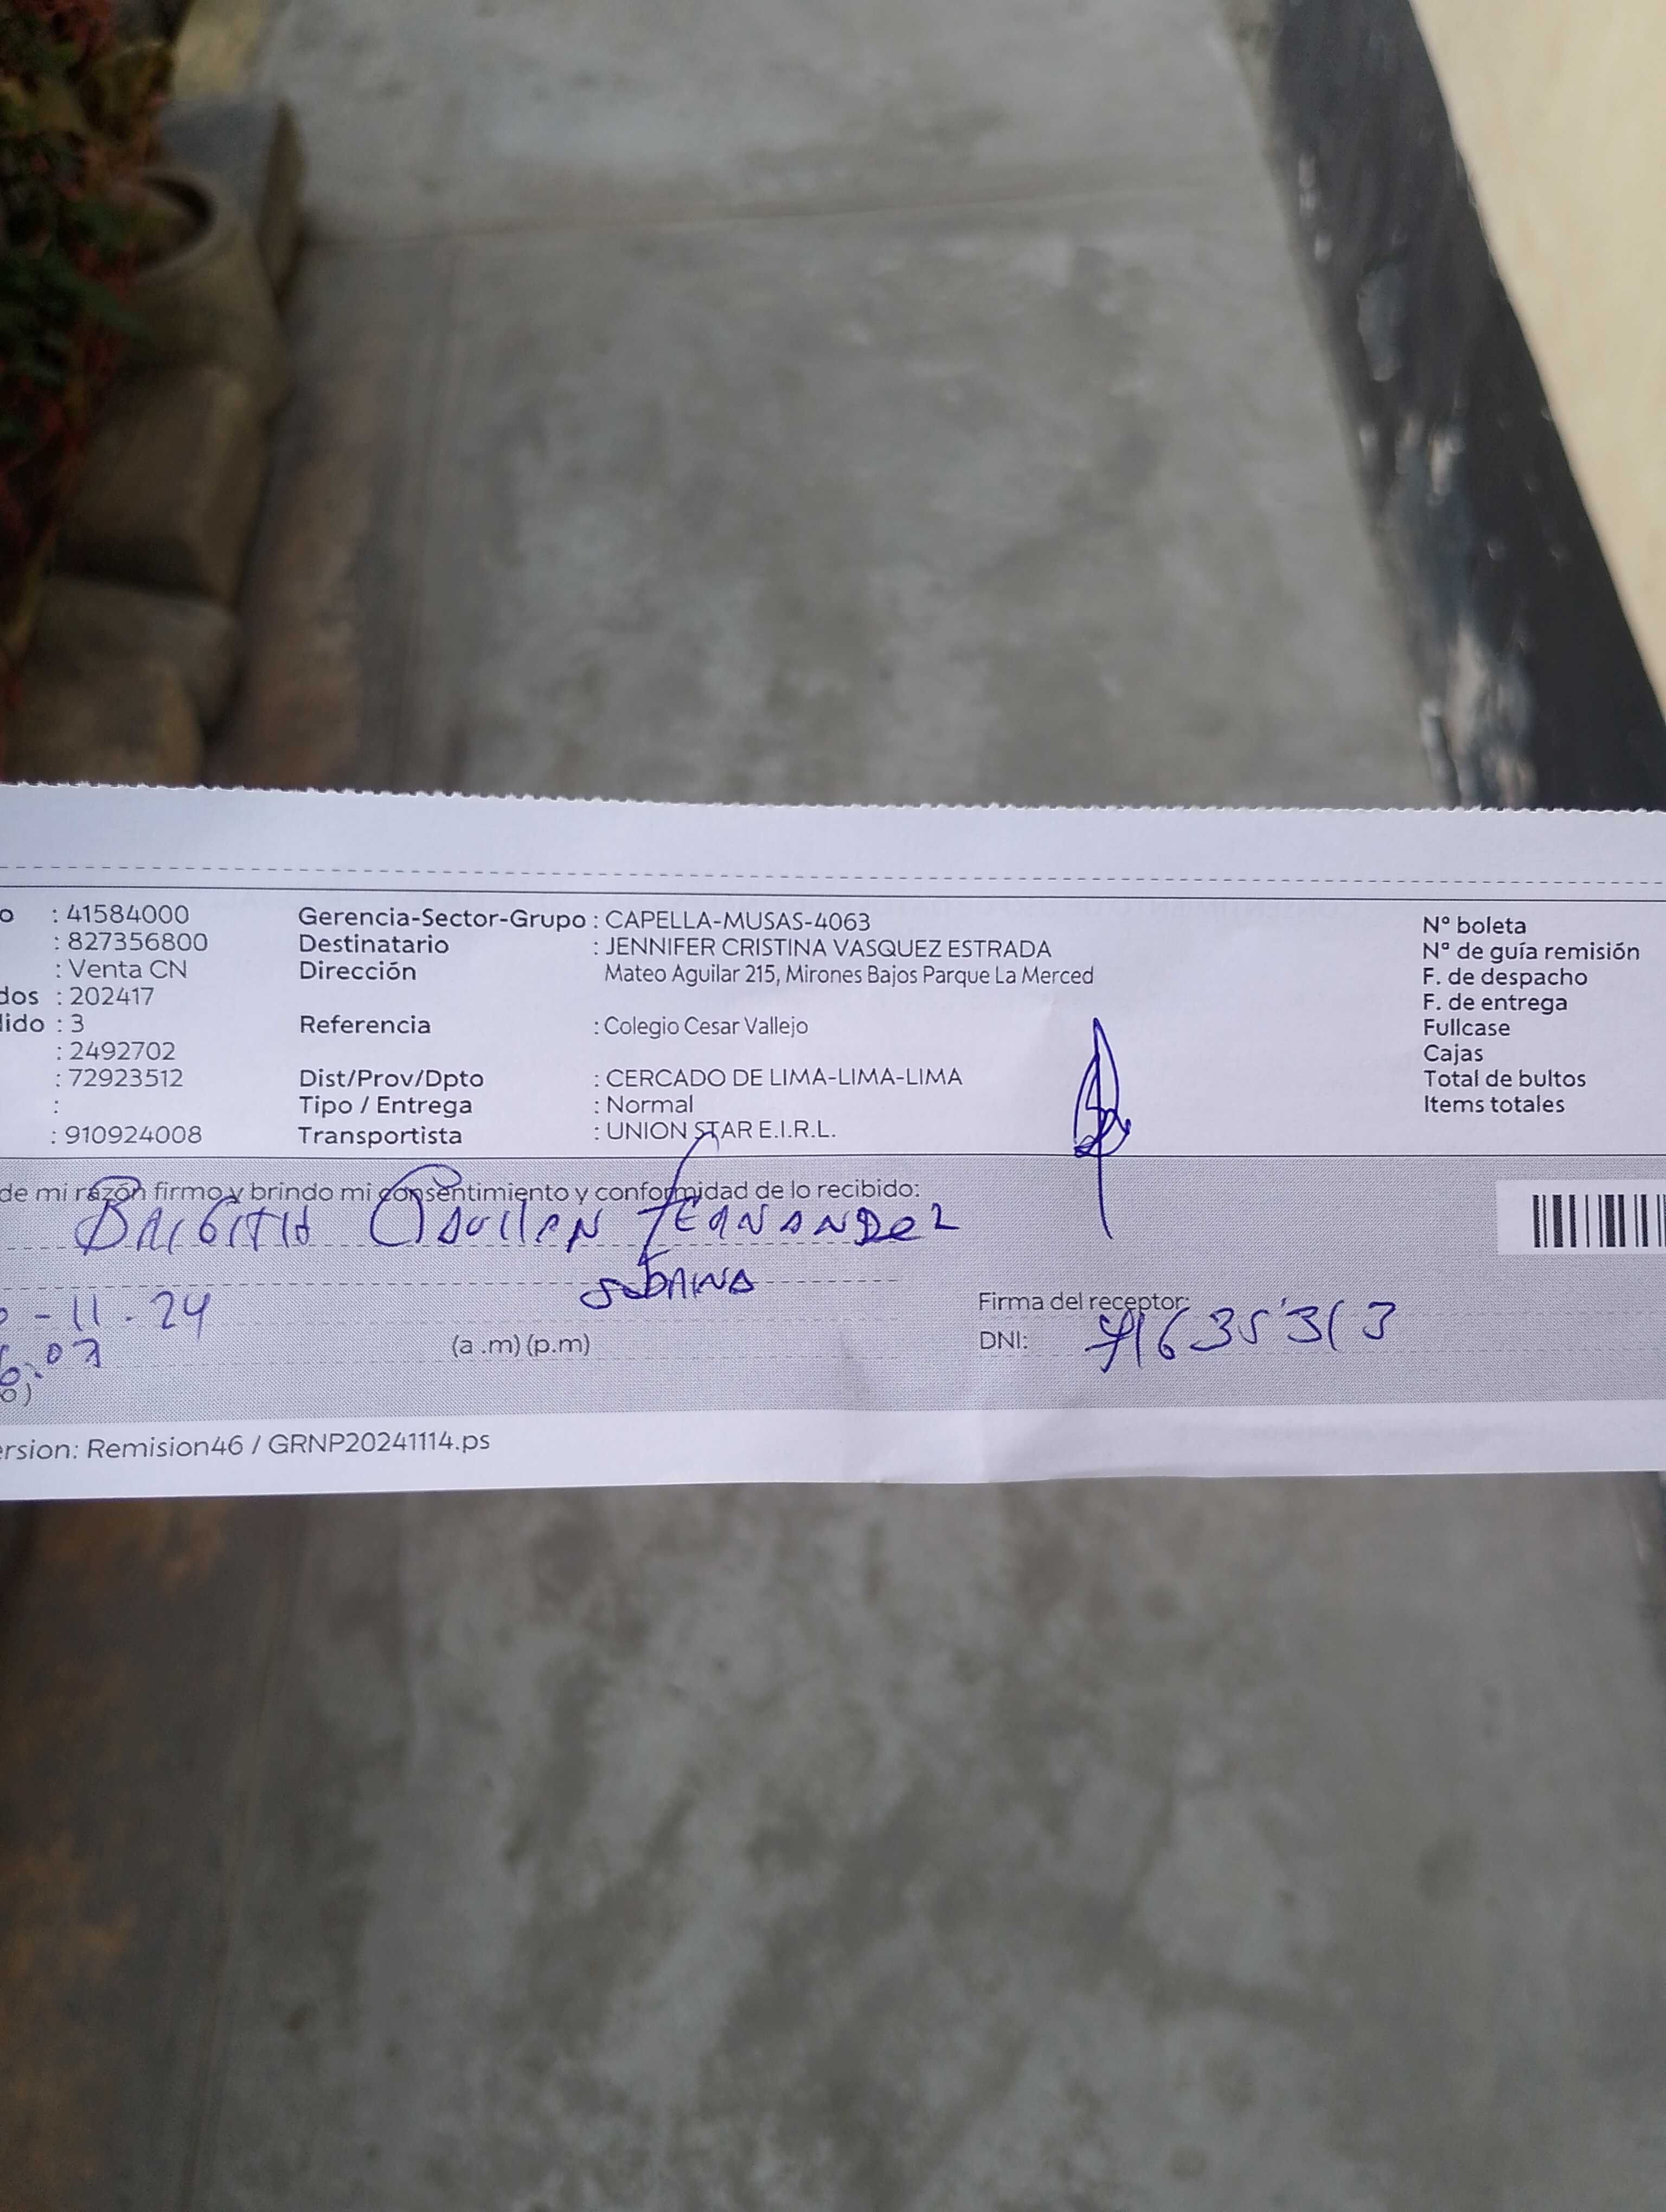 o : 41584000 Gerencia-Sector-Grupo : CAPELLA-MUSAS-4063 Nº boleta
: 827356800 Destinatario : JENNIFER CRISTINA VASQUEZ ESTRADA Nª de guía remisión
: Venta CN Dirección Mateo Aguilar 215, Mirones Bajos Parque La Merced F. de despacho
dos : 202417 F. de entrega
lido : 3 Referencia : Colegio Cesar Vallejo Fullcase
: 2492702 Cajas
: 72923512 Dist/Prov/Dpto : CERCADO DE LIMA-LIMA-LIMA Total de bultos
: Tipo / Entrega : Normal Items totales
: 910924008 Transportista : UNION STAR E.I.R.L.
de mi razón firmo y brindo mi consentimiento y conformidad de lo recibido:
FERNANDEZ
-11-24 Firma del receptor:
(a .m) (p.m) DNI:
ersion: Remision46 / GRNP20241114.ps